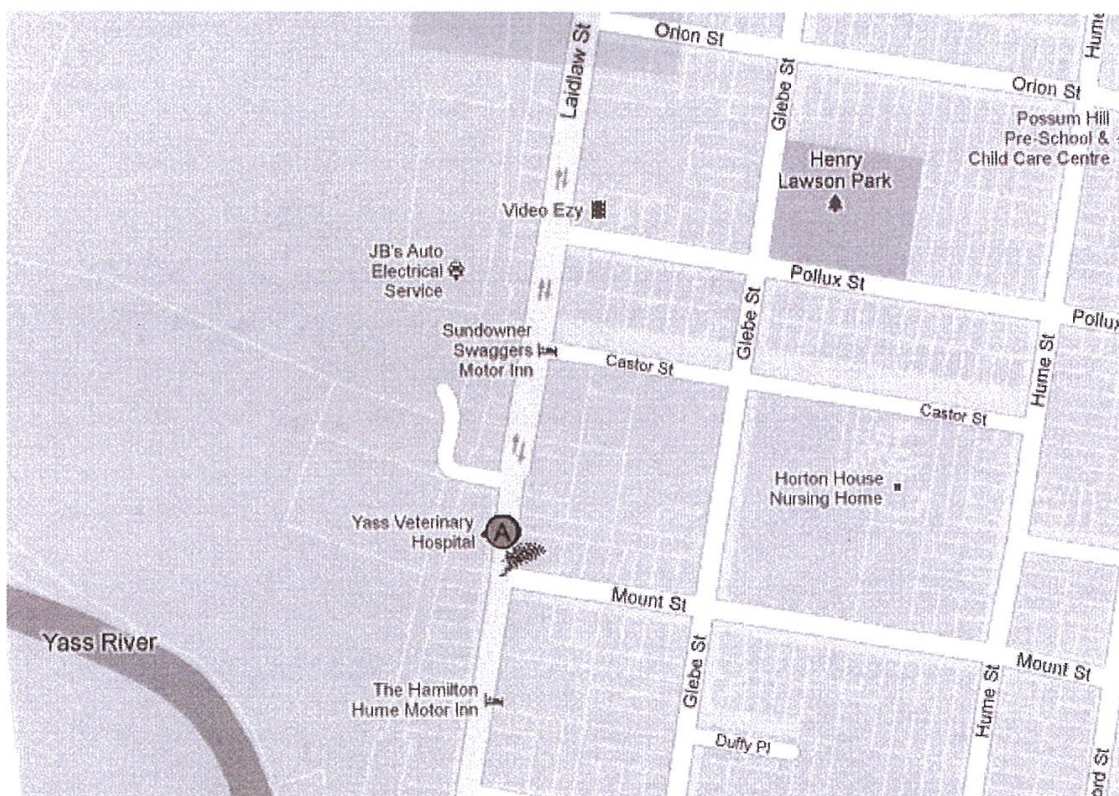 Orion St
Laidlaw St
Glebe St
Hume
Orion St
Possum Hill
Pre-School &
Child Care Centre
Henry
Lawson Park
Video Ezy
JB's Auto
Electrical
Service
Pollux St
Pollux
Glebe St
Sundowner
Swaggers
Motor Inn
Castor St
Hume St
Castor St
Horton House
Nursing Home
Yass Veterinary
Hospital
A
Mount St
Yass River
Glebe St
Mount St
Hume St
The Hamilton
Hume Motor Inn
Duffy Pl
ord St